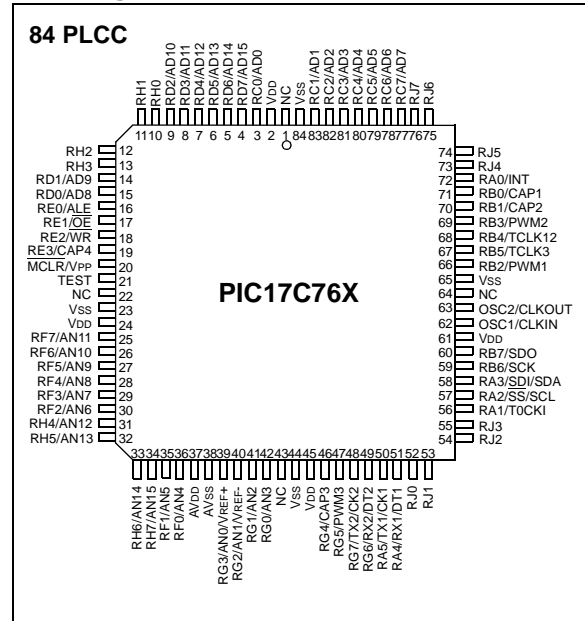 84 PLCC
RH1
RH0
RD2/AD10
RD3/AD11
RD4/AD12
RD5/AD13
RD6/AD14
RD7/AD15
RC0/AD0
VDD
NC
VSS
RC1/AD1
RC2/AD2
RC3/AD3
RC4/AD4
RC5/AD5
RC6/AD6
RC7/AD7
RJ7
RJ6
11 10 9 8 7 6 5 4 3 2 1 84 83 82 81 80 79 78 77 76 75
RH2 12
RH3 13
RD1/AD9 14
RD0/AD8 15
RE0/ALE 16
RE1/OE 17
RE2/WR 18
RE3/CAP4 19
MCLR/VPP 20
TEST 21
NC 22
VSS 23
VDD 24
RF7/AN11 25
RF6/AN10 26
RF5/AN9 27
RF4/AN8 28
RF3/AN7 29
RF2/AN6 30
RH4/AN12 31
RH5/AN13 32
PIC17C76X
74 RJ5
73 RJ4
72 RA0/INT
71 RB0/CAP1
70 RB1/CAP2
69 RB3/PWM2
68 RB4/TCLK12
67 RB5/TCLK3
66 RB2/PWM1
65 VSS
64 NC
63 OSC2/CLKOUT
62 OSC1/CLKIN
61 VDD
60 RB7/SDO
59 RB6/SCK
58 RA3/SDI/SDA
57 RA2/SS/SCL
56 RA1/T0CKI
55 RJ3
54 RJ2
33 34 35 36 37 38 39 40 41 42 43 44 45 46 47 48 49 50 51 52 53
RH6/AN14
RH7/AN15
RF1/AN5
RF0/AN4
AVDD
AVSS
RG3/AN0/VREF+
RG2/AN1/VREF-
RG1/AN2
RG0/AN3
NC
VSS
VDD
RG4/CAP3
RG5/PWM3
RG7/TX2/CK2
RG6/RX2/DT2
RA5/TX1/CK1
RA4/RX1/DT1
RJ0
RJ1